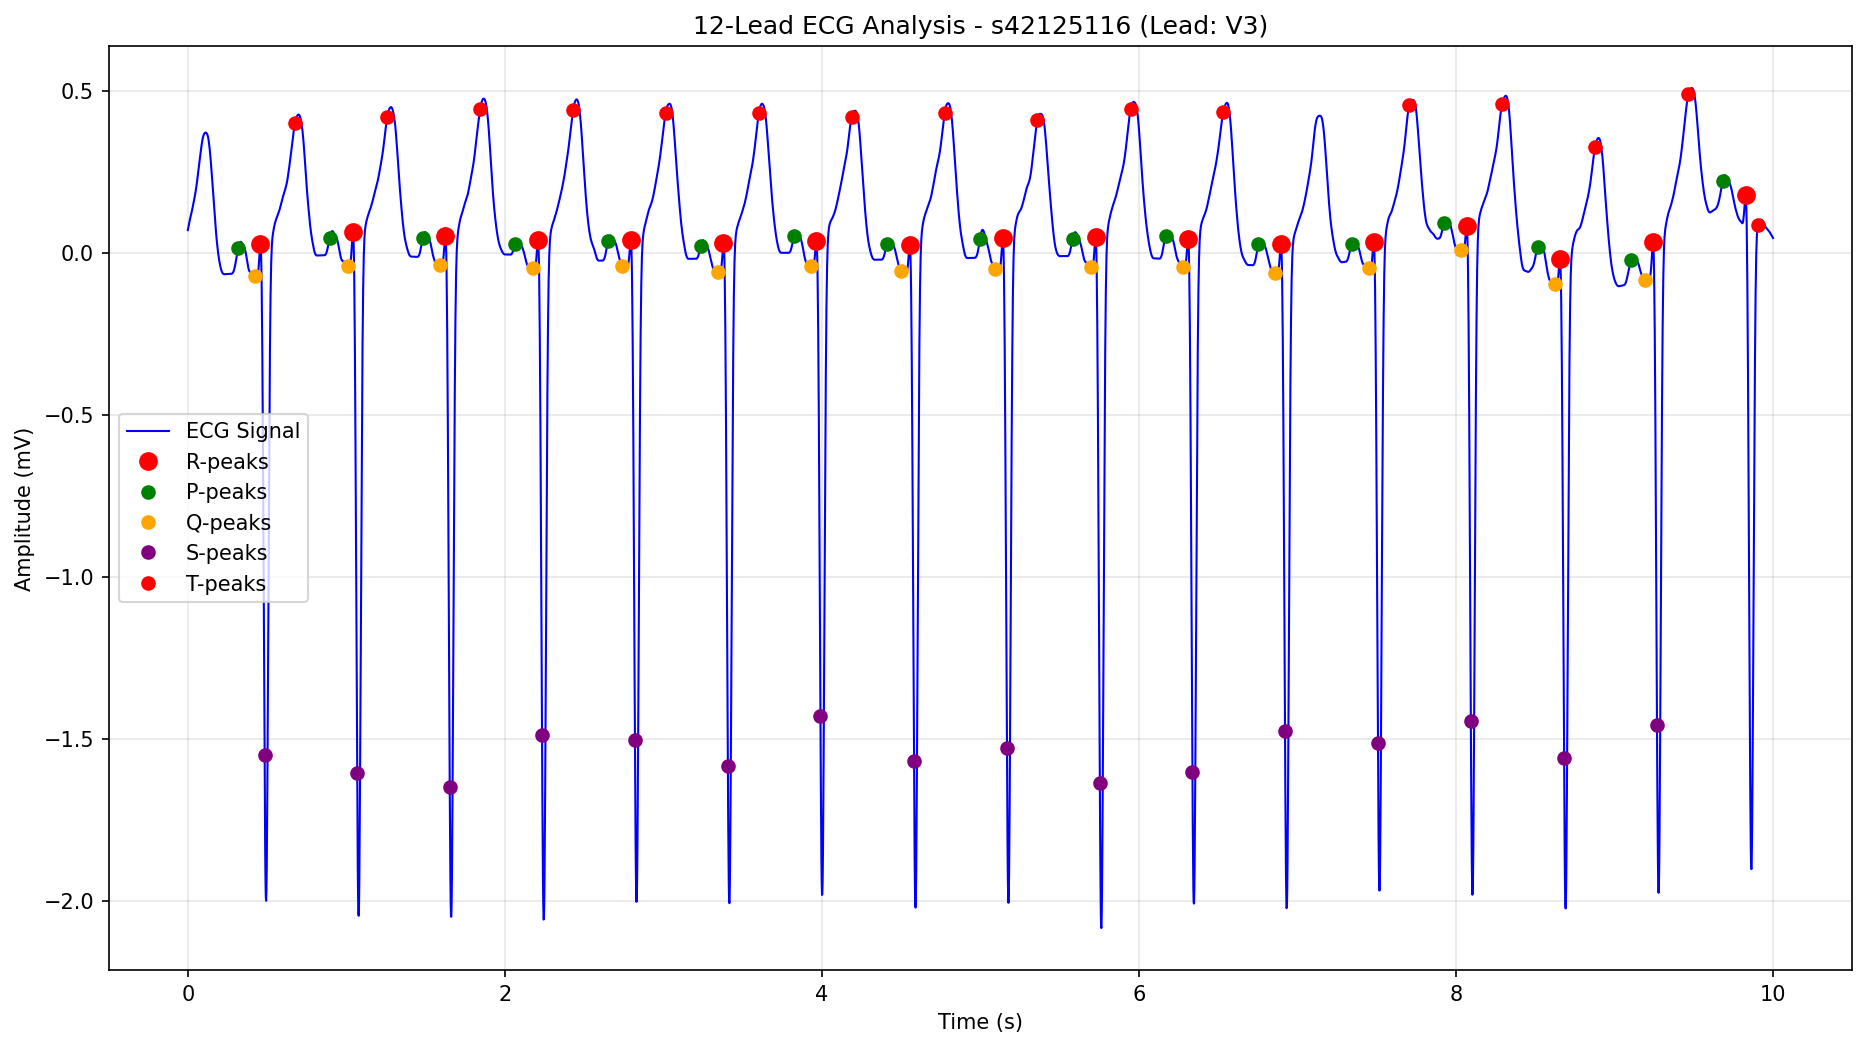 12-Lead ECG Analysis - s42125116 (Lead: V3)
Amplitude (mV)
0.5
0.0
−0.5
−1.0
−1.5
−2.0
ECG Signal
R-peaks
P-peaks
Q-peaks
S-peaks
T-peaks
0 2 4 6 8 10
Time (s)